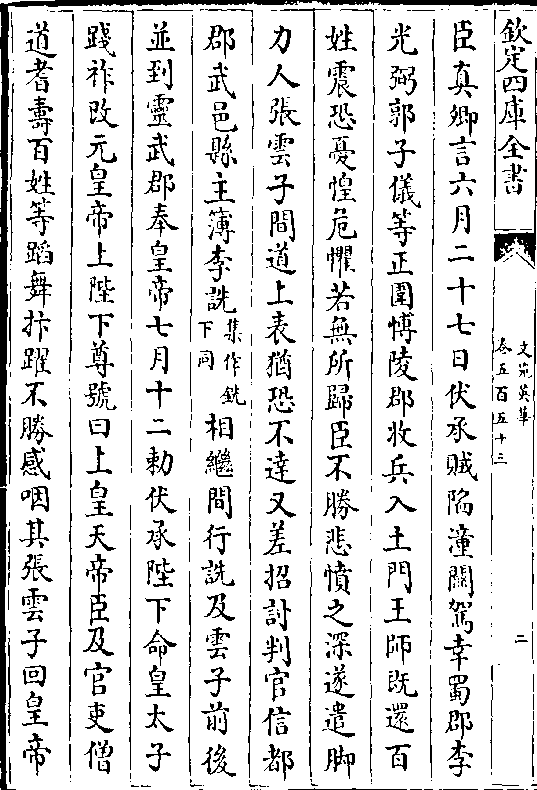 欽定四庫全書
文苑英華
卷五百五十三
二
臣真卿言六月二十七日伏承賊陷潼關駕幸蜀郡李
光弼郭子儀等正圍博陵郡收兵入土門王師既還百
姓震恐憂惶危懼若無所歸臣不勝悲憤之深遂遣脚
力人張雲子間道上表猶恐不達又差招討判官信都
郡武邑縣主簿李詵集作銑下同相繼間行詵及雲子前後
並到靈武郡奉皇帝七月十二勅伏承陛下命皇太子
踐祚改元皇帝上陛下尊號曰上皇天帝臣及官吏僧
道耆壽百姓等蹈舞抃躍不勝感咽其張雲子回皇帝